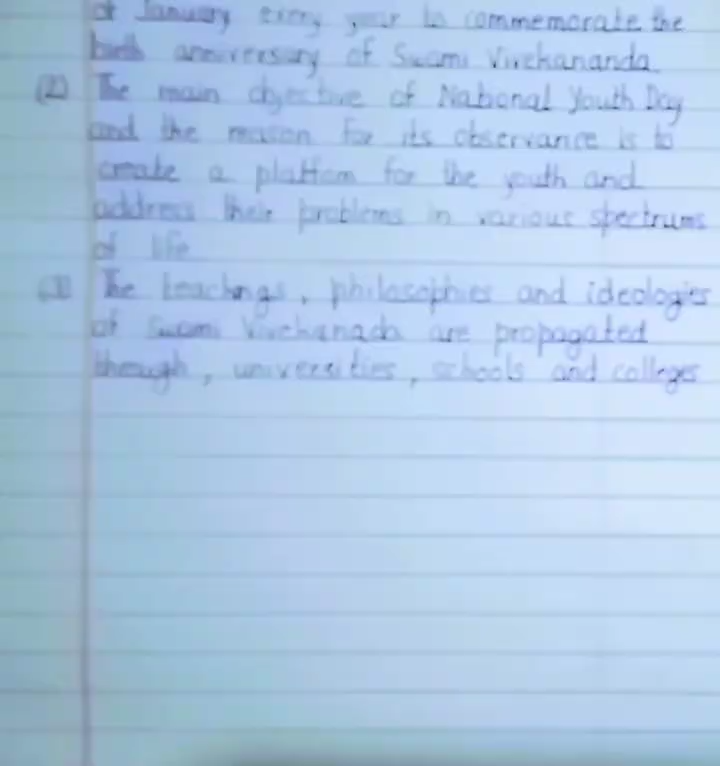 of January every year to commemorate the
birth anniversary of Swami Vivekananda.
(2) The main objective of National Youth Day
and the reason for its observance is to
create a platform for the youth and
address their problems in various spectrums
of life
(3) The teachings, philosophies and ideologies
of Swami Vivekanada are propagated
through, universities, schools and colleges